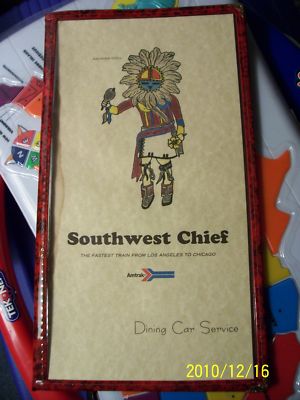 Southwest Chief
THE FASTEST TRAIN FROM LOS ANGELES TO CHICAGO
Amtrak
Dining Car Service
2010/12/16